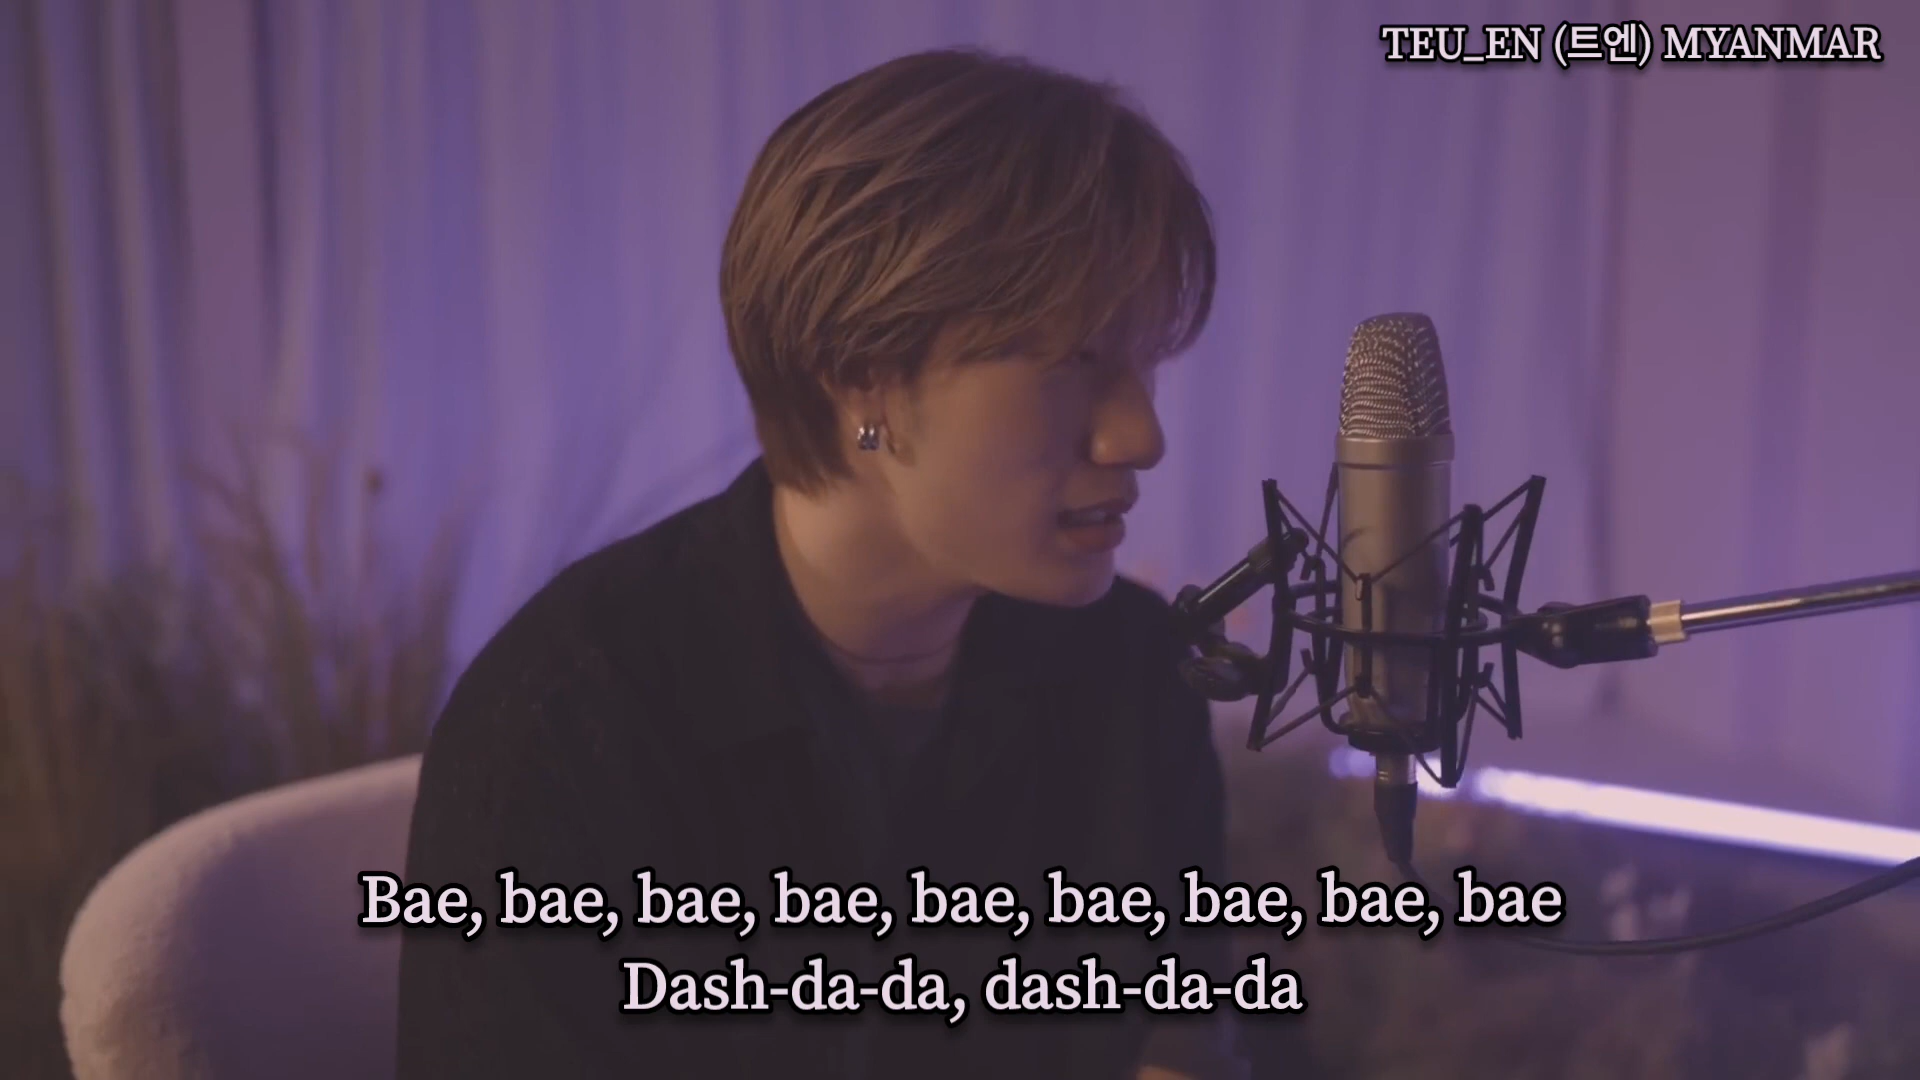 TEU_EN (트엔) MYANMAR
Bae, bae, bae, bae, bae, bae, bae, bae, bae
Dash-da-da, dash-da-da